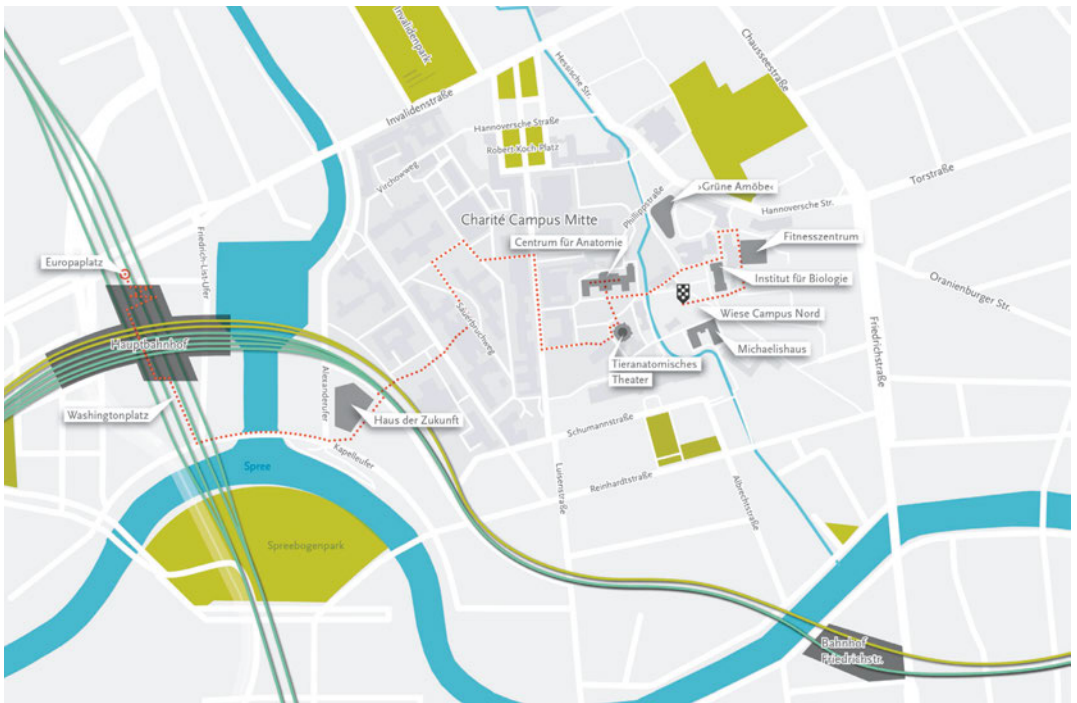 Invalidenpark
Invalidenstraße
Hessische Str.
Chausseestraße
Hannoversche Straße
Robert-Koch-Platz
Virchowweg
Philippstraße
›Grüne Amöbe‹
Torstraße
Hannoversche Str.
Charité Campus Mitte
Centrum für Anatomie
Fitnesszentrum
Friedrich-List-Ufer
Europaplatz
Institut für Biologie
Oranienburger Str.
Sauerbruchweg
Wiese Campus Nord
Friedrichstraße
Hauptbahnhof
Michaelishaus
Tieranatomisches
Theater
Alexanderufer
Washingtonplatz
Haus der Zukunft
Schumannstraße
Kapelleufer
Spree
Luisenstraße
Reinhardtstraße
Albrechtstraße
Spreebogenpark
Bahnhof
Friedrichstr.